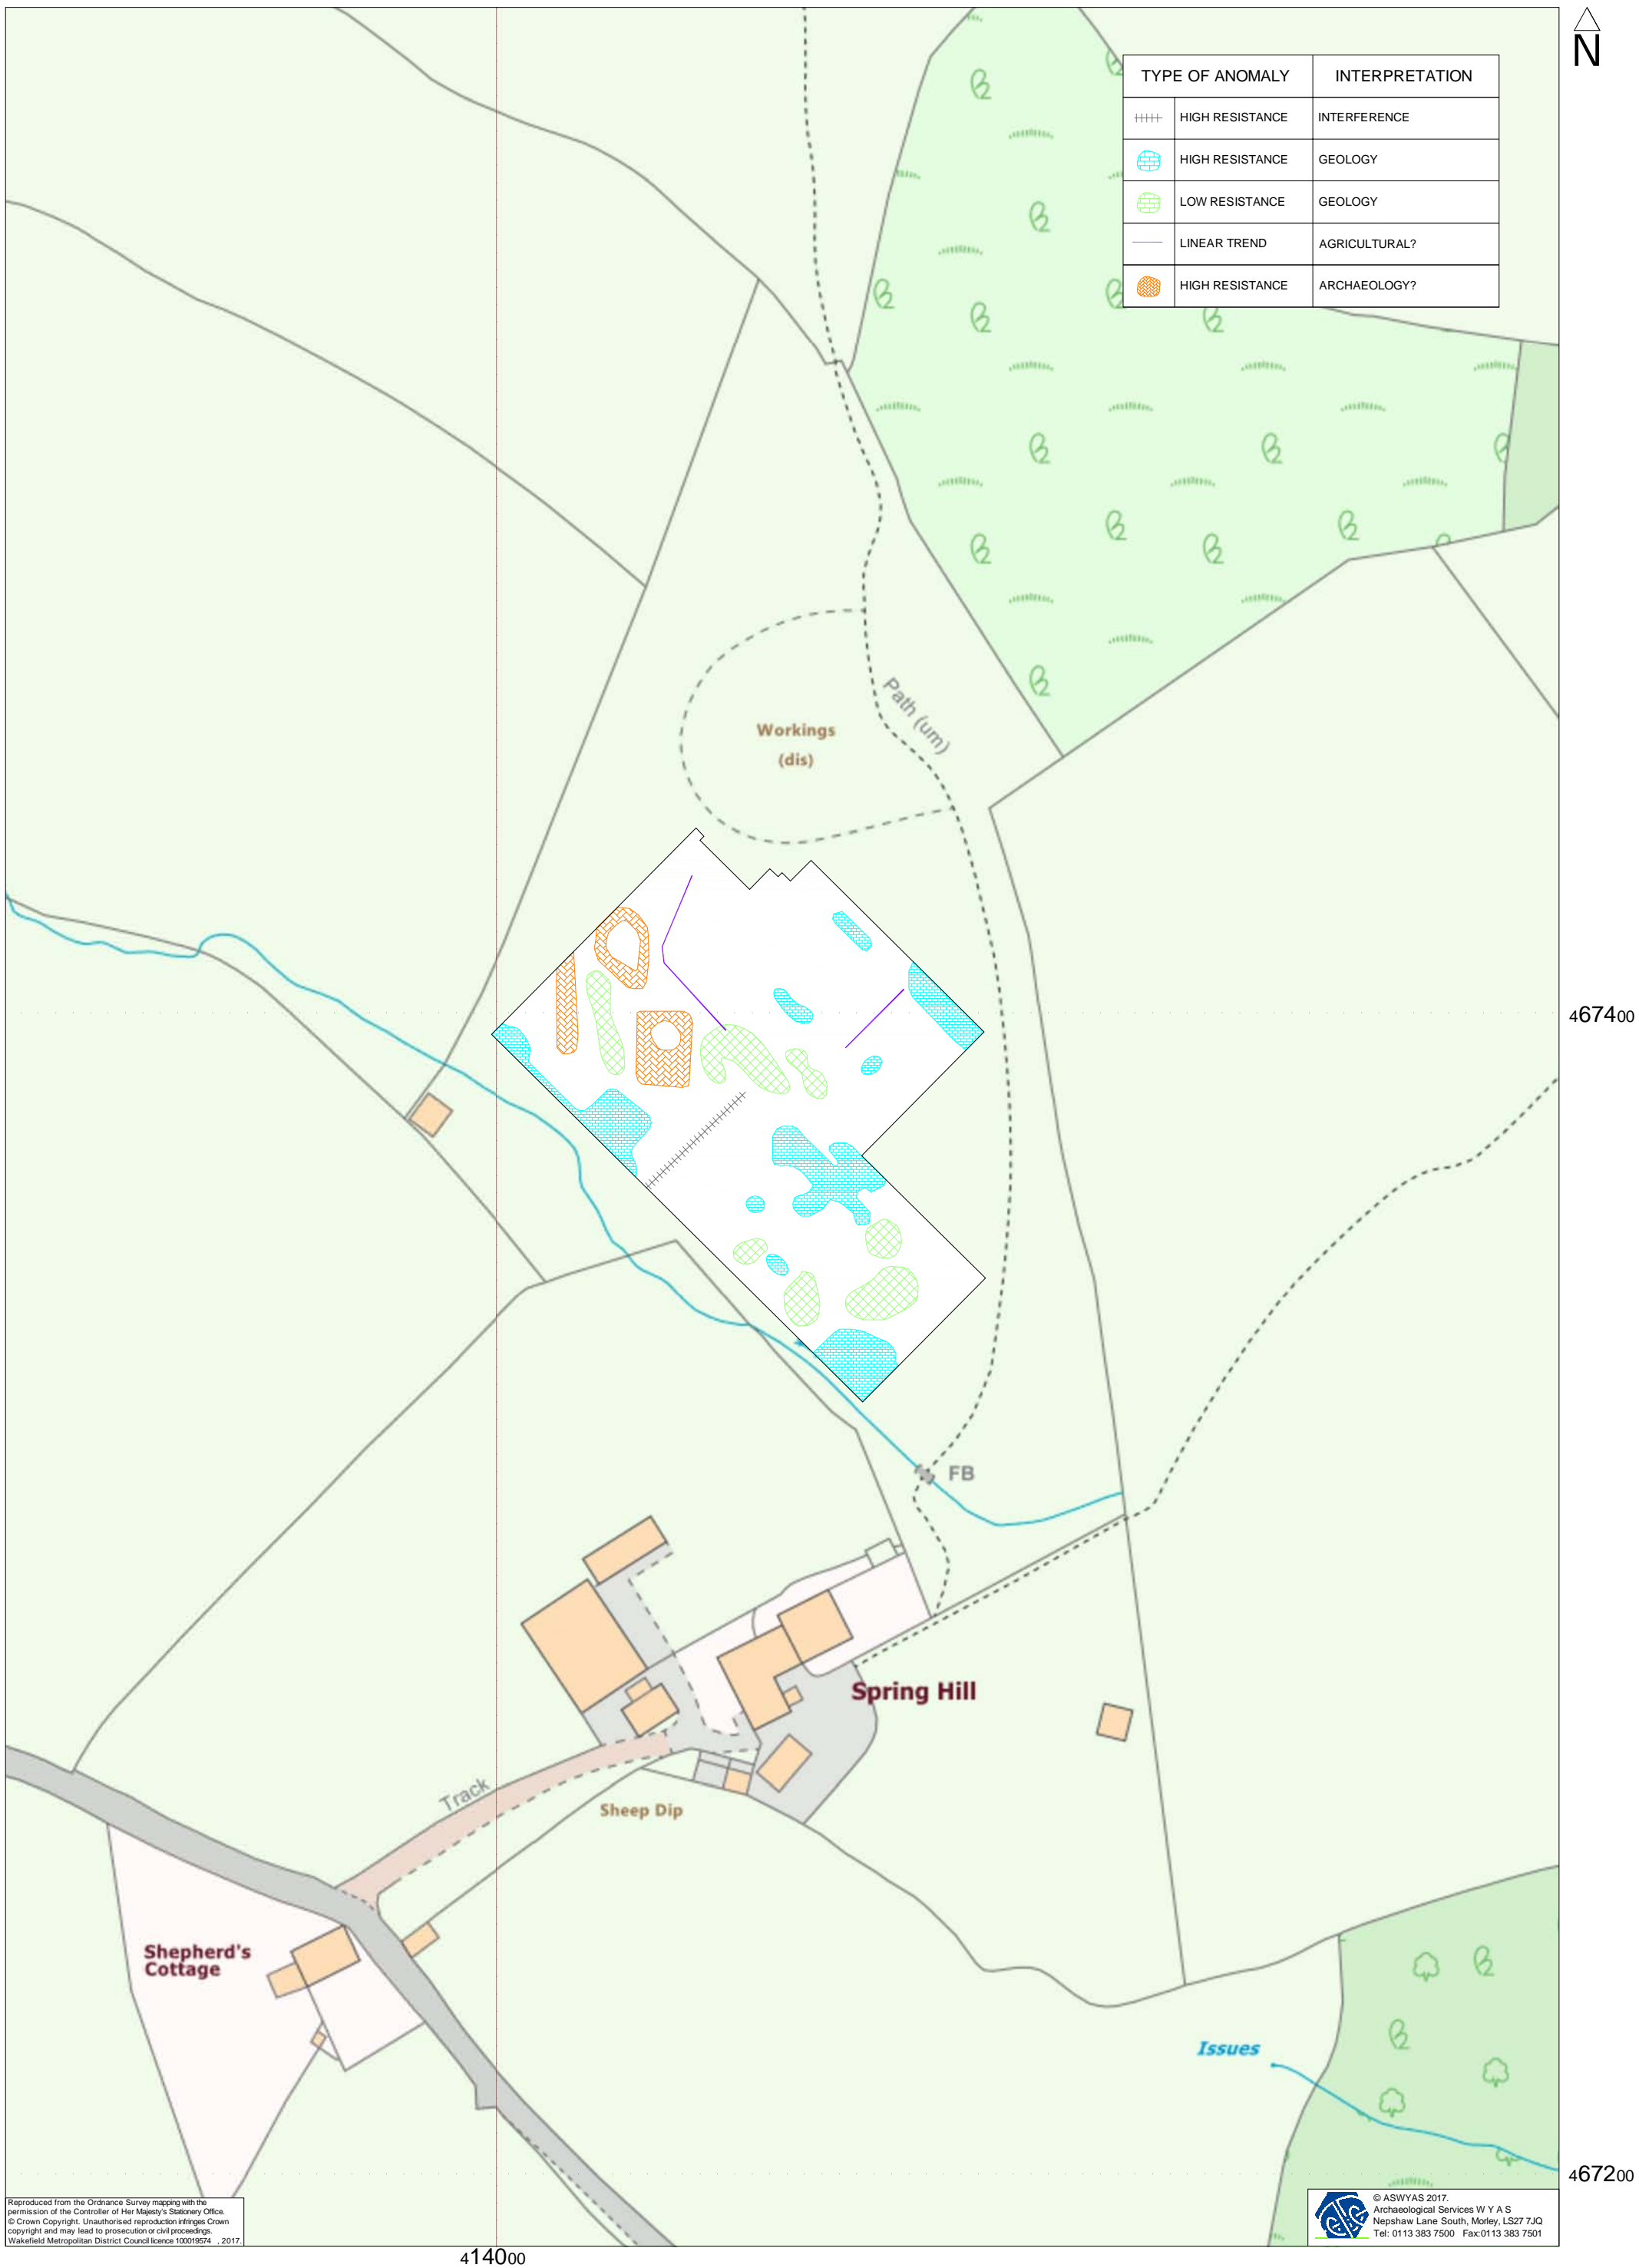 N
TYPE OF ANOMALY INTERPRETATION
HIGH RESISTANCE INTERFERENCE
HIGH RESISTANCE GEOLOGY
LOW RESISTANCE GEOLOGY
LINEAR TREND AGRICULTURAL?
HIGH RESISTANCE ARCHAEOLOGY?
Path (um)
Workings
(dis)
467400
FB
Spring Hill
Track
Sheep Dip
Shepherd's
Cottage
Issues
467200
Reproduced from the Ordnance Survey mapping with the
permission of the Controller of Her Majesty's Stationery Office.
© Crown Copyright. Unauthorised reproduction infringes Crown
copyright and may lead to prosecution or civil proceedings.
Wakefield Metropolitan District Council licence 100019574 , 2017.
© ASWYAS 2017.
Archaeological Services W Y A S
Nepshaw Lane South, Morley, LS27 7JQ
Tel: 0113 383 7500 Fax:0113 383 7501
414000